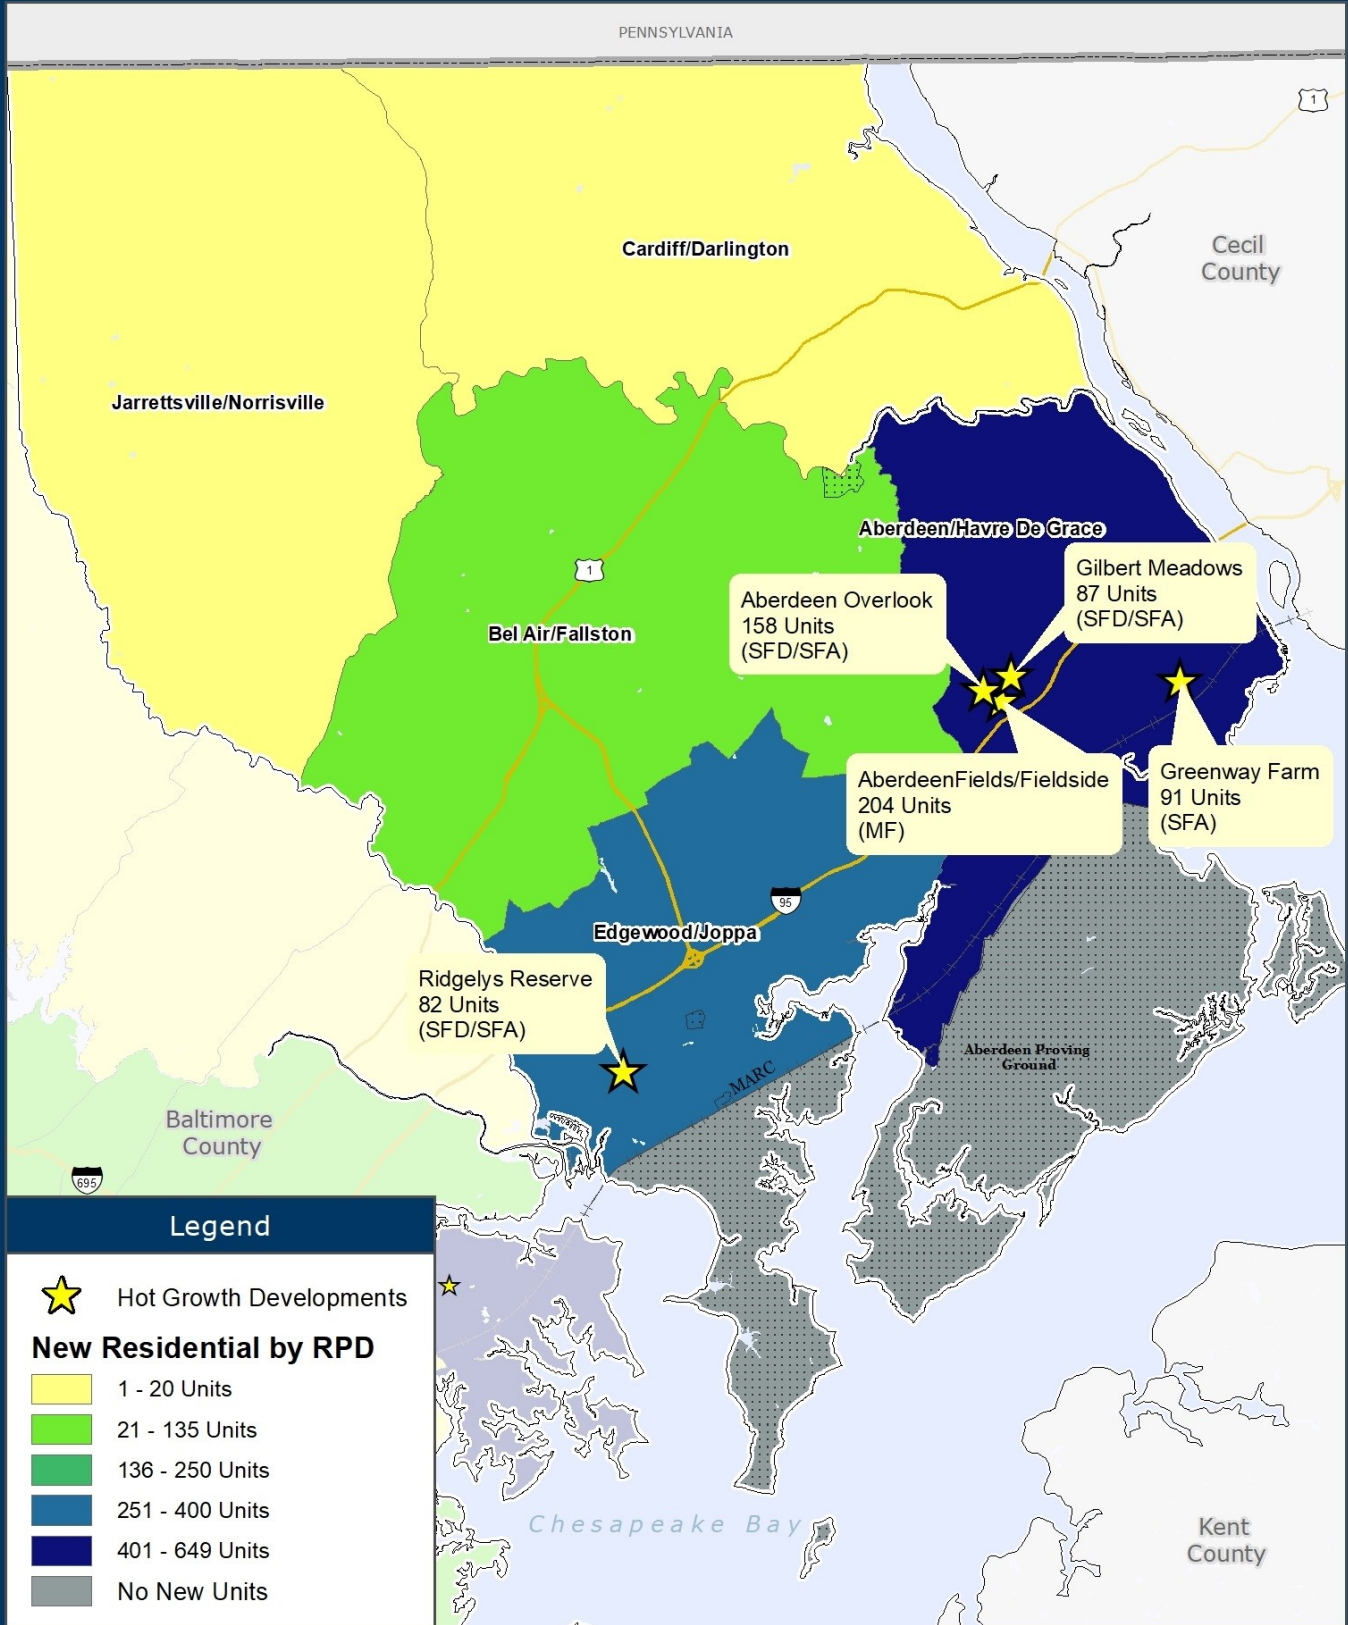 PENNSYLVANIA
1
Cecil
County
Cardiff/Darlington
Jarrettsville/Norrisville
Aberdeen/Havre De Grace
Gilbert Meadows
87 Units
(SFD/SFA)
1
Aberdeen Overlook
158 Units
(SFD/SFA)
Bel Air/Fallston
AberdeenFields/Fieldside
204 Units
(MF)
Greenway Farm
91 Units
(SFA)
95
Edgewood/Joppa
Ridgelys Reserve
82 Units
(SFD/SFA)
Aberdeen Proving
Ground
MARC
Baltimore
County
695
Legend
Hot Growth Developments
New Residential by RPD
1 - 20 Units
21 - 135 Units
136 - 250 Units
251 - 400 Units
401 - 649 Units
No New Units
Chesapeake Bay
Kent
County